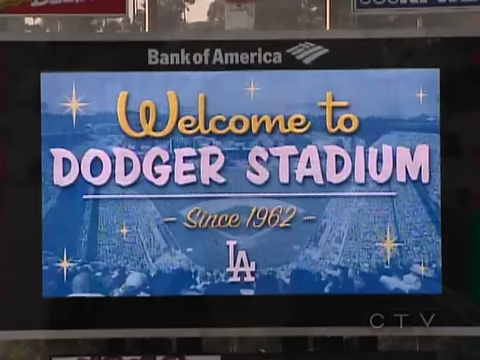 Bank of America
Welcome to
DODGER STADIUM
- Since 1962 -
LA
CTV